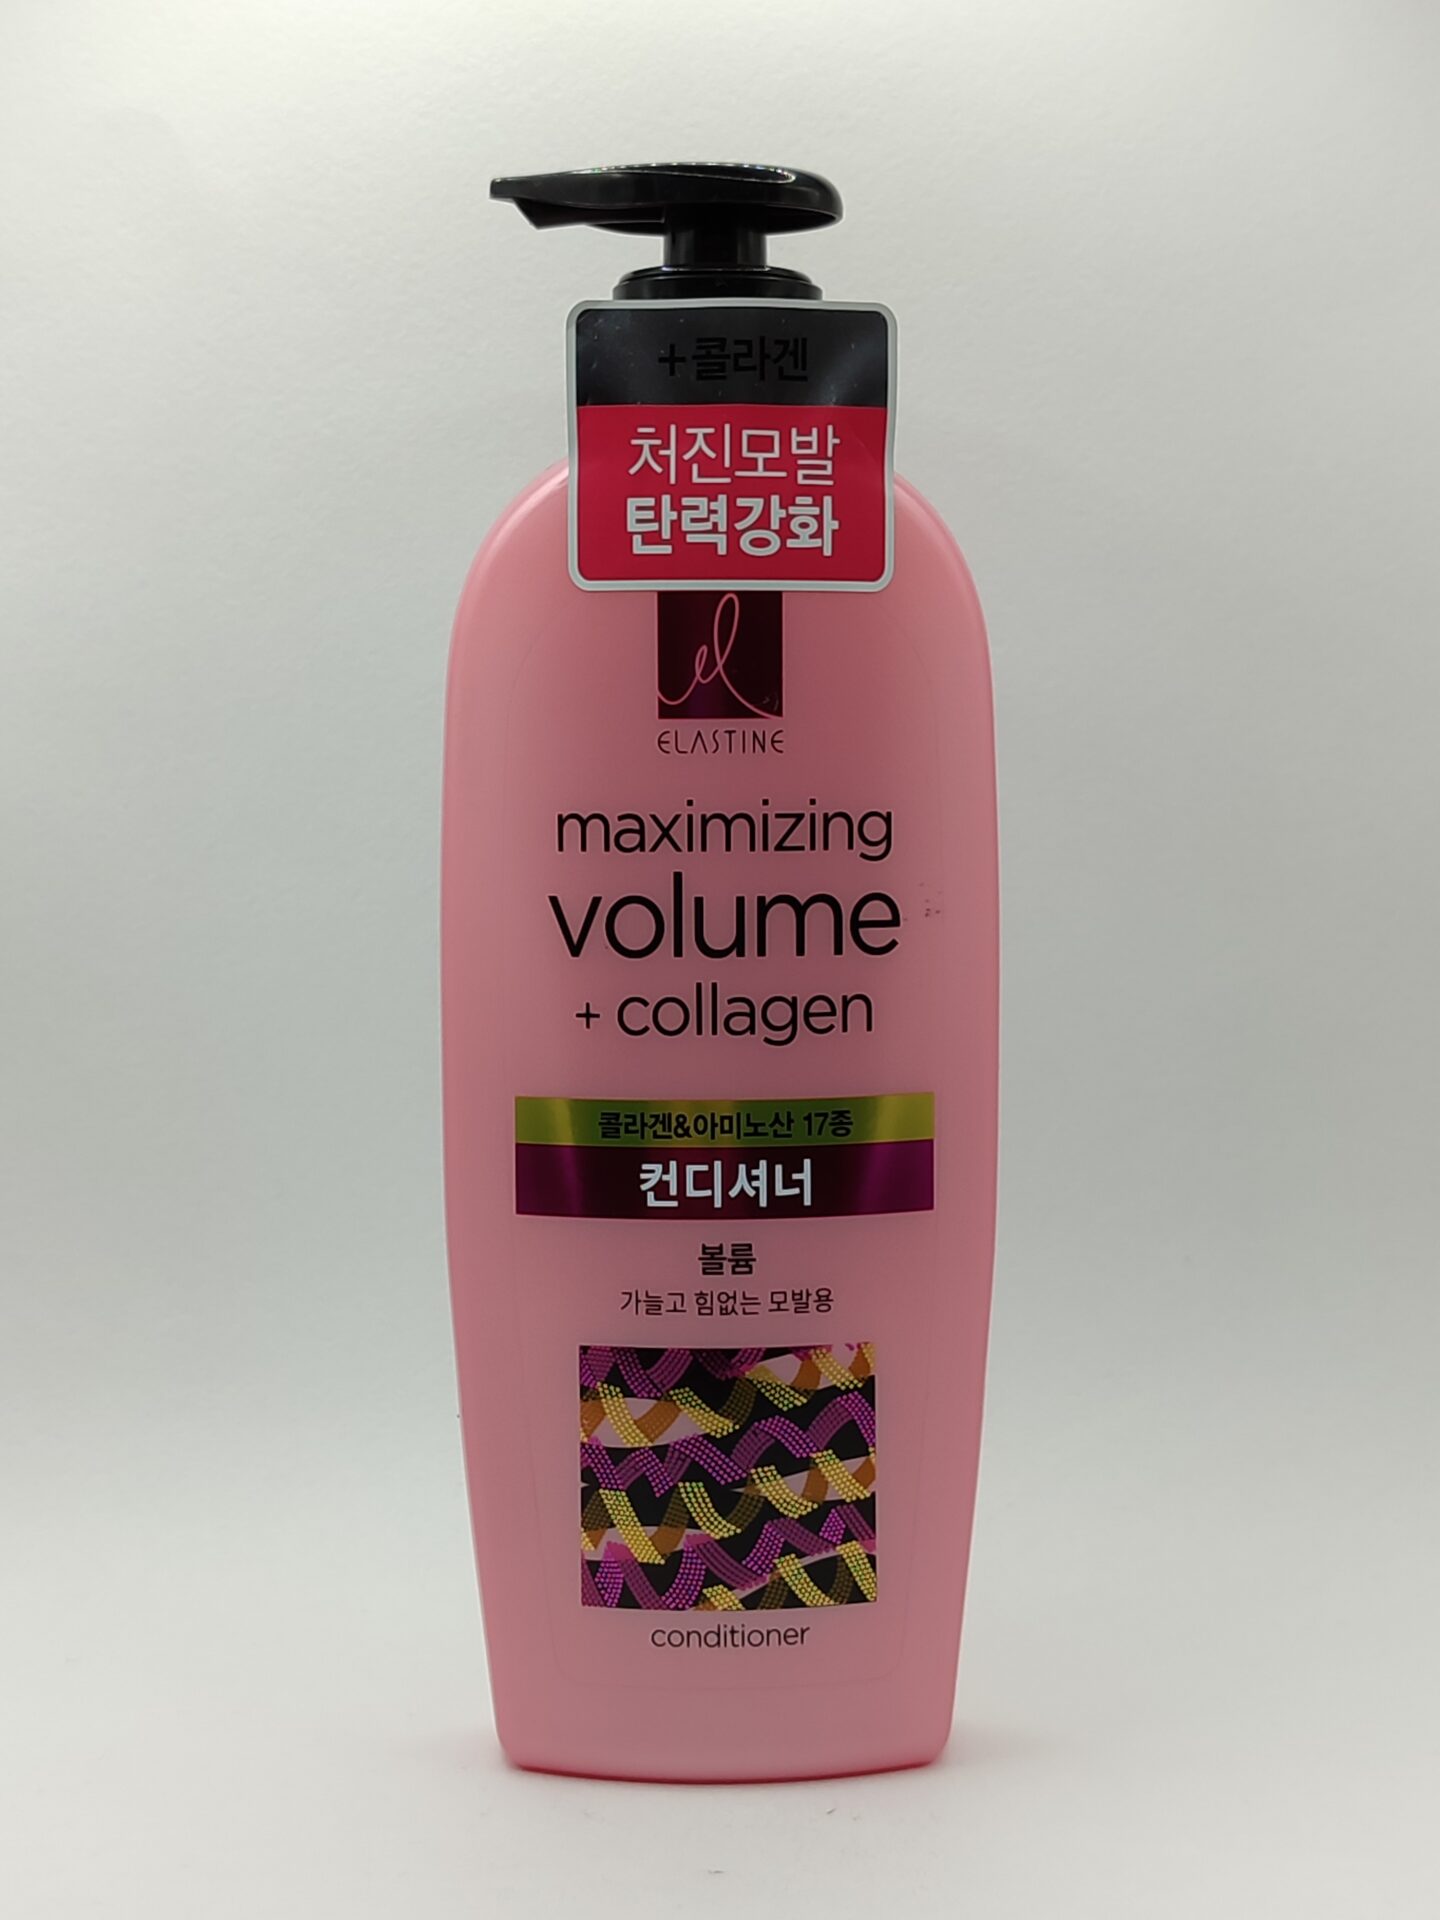 +콜라겐
처진모발
탄력강화
el
ELASTINE
maximizing
volume
+ collagen
콜라겐&아미노산 17종
컨디셔너
볼륨
가늘고 힘없는 모발용
conditioner